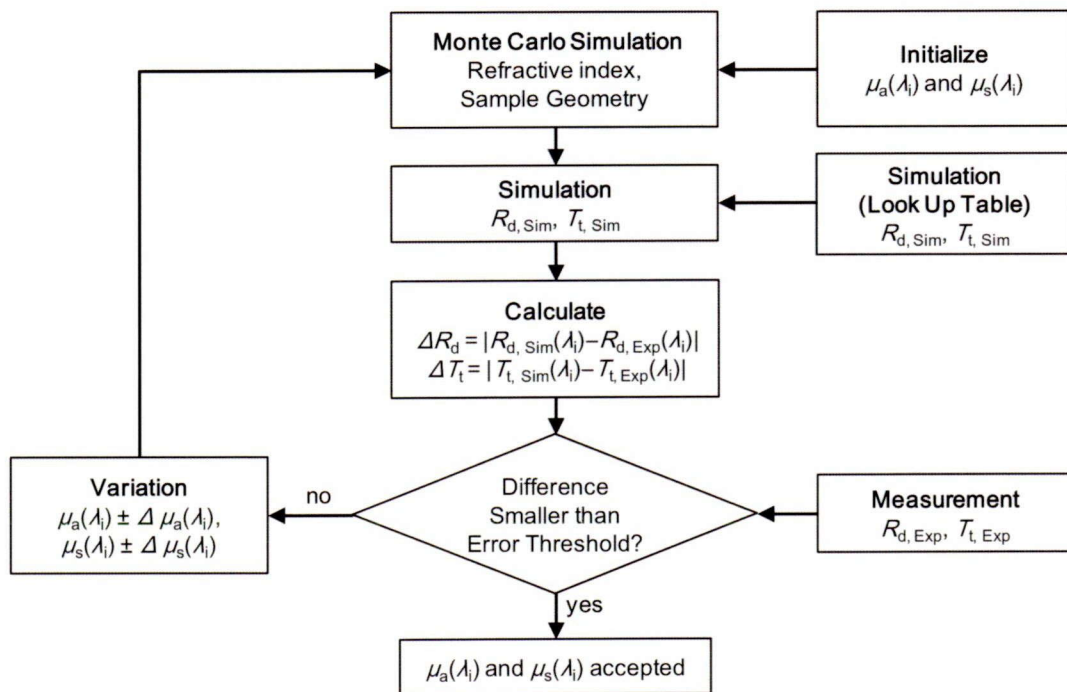 Monte Carlo Simulation
Refractive index,
Sample Geometry
Initialize
μa(λi) and μs(λi)
Simulation
Rd, Sim, Tt, Sim
Simulation
(Look Up Table)
Rd, Sim, Tt, Sim
Calculate
ΔRd = |Rd, Sim(λi)–Rd, Exp(λi)|
ΔTt = |Tt, Sim(λi)–Tt, Exp(λi)|
Variation
μa(λi) ± Δ μa(λi),
μs(λi) ± Δ μs(λi)
no
Difference
Smaller than
Error Threshold?
Measurement
Rd, Exp, Tt, Exp
yes
μa(λi) and μs(λi) accepted